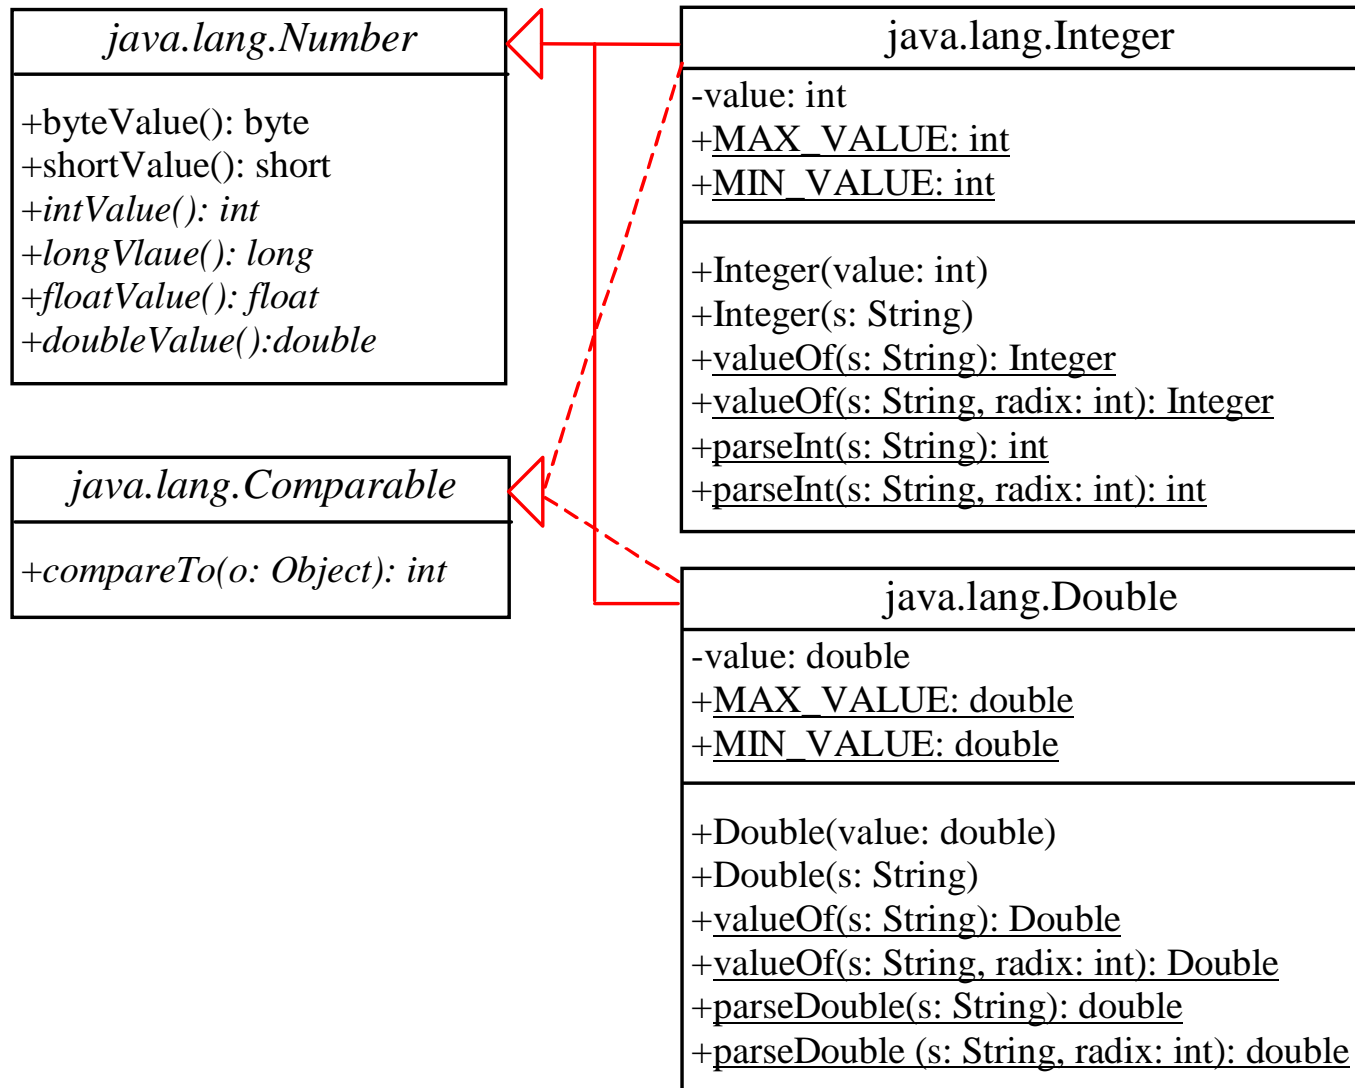 java.lang.Number
+byteValue(): byte
+shortValue(): short
+intValue(): int
+longVlaue(): long
+floatValue(): float
+doubleValue():double
java.lang.Comparable
+compareTo(o: Object): int
java.lang.Integer
-value: int
+MAX_VALUE: int
+MIN_VALUE: int
+Integer(value: int)
+Integer(s: String)
+valueOf(s: String): Integer
+valueOf(s: String, radix: int): Integer
+parseInt(s: String): int
+parseInt(s: String, radix: int): int
java.lang.Double
-value: double
+MAX_VALUE: double
+MIN_VALUE: double
+Double(value: double)
+Double(s: String)
+valueOf(s: String): Double
+valueOf(s: String, radix: int): Double
+parseDouble(s: String): double
+parseDouble (s: String, radix: int): double